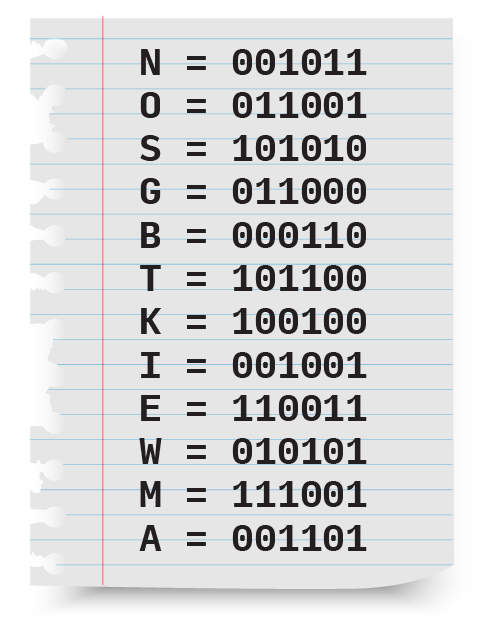 N = 001011
O = 011001
S = 101010
G = 011000
B = 000110
T = 101100
K = 100100
I = 001001
E = 110011
W = 010101
M = 111001
A = 001101